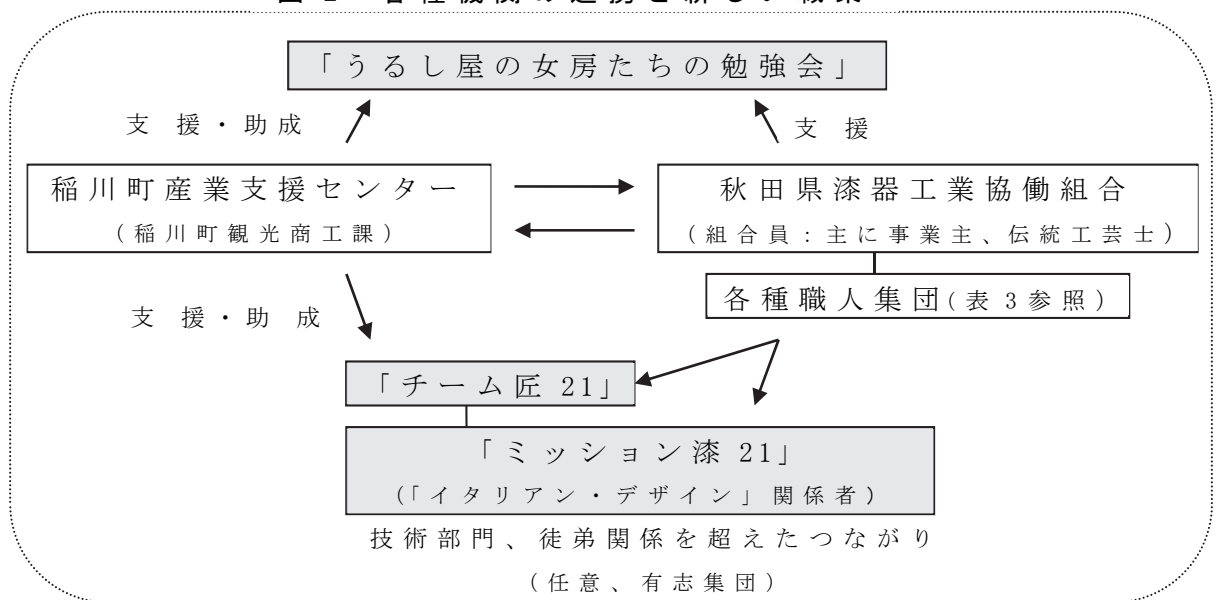 「うるし屋の女房たちの勉強会」
支援・助成
支援
稲川町産業支援センター
（稲川町観光商工課）
秋田県漆器工業協働組合
（組合員：主に事業主、伝統工芸士）
各種職人集団(表3参照)
支援・助成
「チーム匠21」
「ミッション漆21」
(「イタリアン・デザイン」関係者)
技術部門、徒弟関係を超えたつながり
（任意、有志集団）